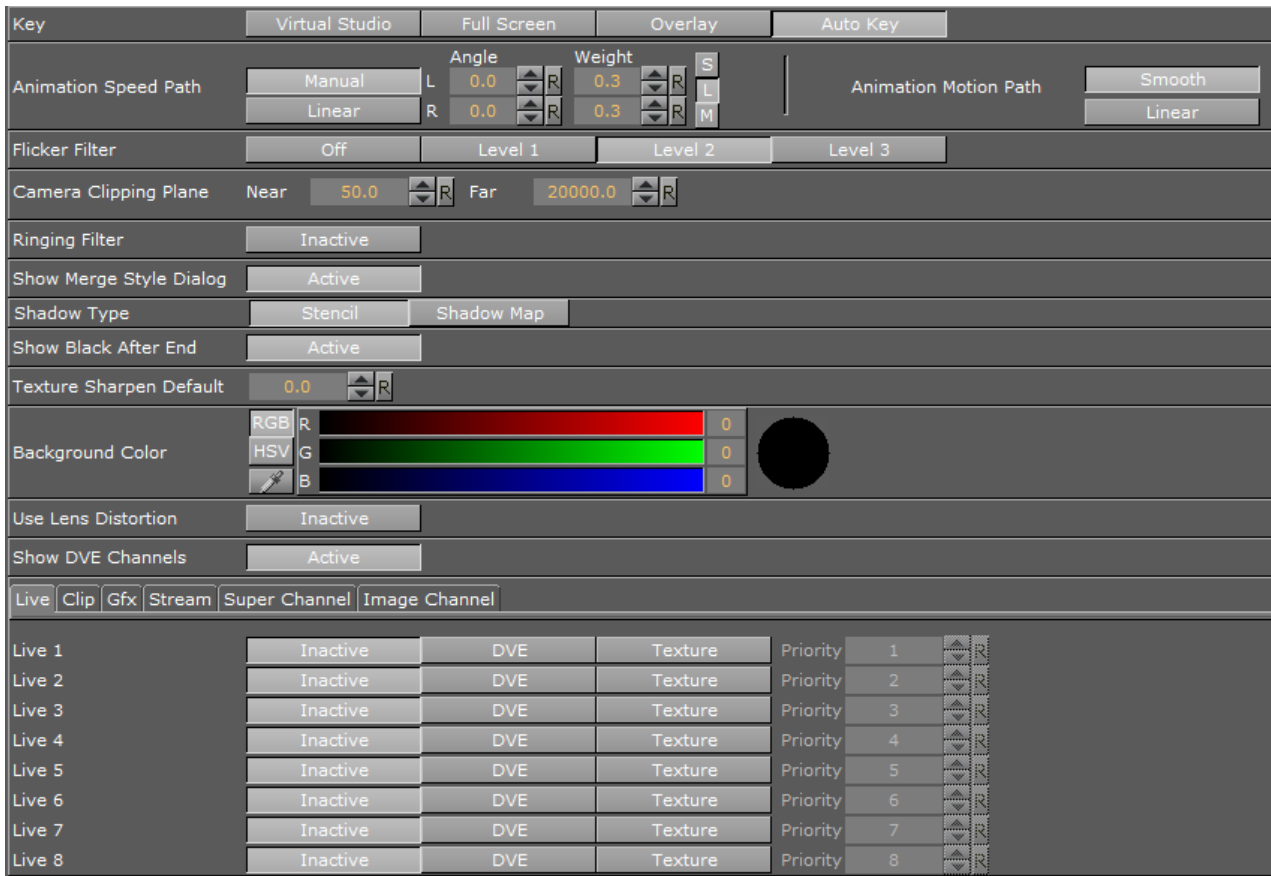 Key Virtual Studio Full Screen Overlay Auto Key
Angle Weight
Animation Speed Path Manual L 0.0 R 0.3 R S L Animation Motion Path Smooth
Linear R 0.0 R 0.3 R M Linear
Flicker Filter Off Level 1 Level 2 Level 3
Camera Clipping Plane Near 50.0 R Far 20000.0 R
Ringing Filter Inactive
Show Merge Style Dialog Active
Shadow Type Stencil Shadow Map
Show Black After End Active
Texture Sharpen Default 0.0 R
RGB R 0
Background Color HSV G 0
B 0
Use Lens Distortion Inactive
Show DVE Channels Active
Live Clip Gfx Stream Super Channel Image Channel
Live 1 Inactive DVE Texture Priority 1 R
Live 2 Inactive DVE Texture Priority 2 R
Live 3 Inactive DVE Texture Priority 3 R
Live 4 Inactive DVE Texture Priority 4 R
Live 5 Inactive DVE Texture Priority 5 R
Live 6 Inactive DVE Texture Priority 6 R
Live 7 Inactive DVE Texture Priority 7 R
Live 8 Inactive DVE Texture Priority 8 R